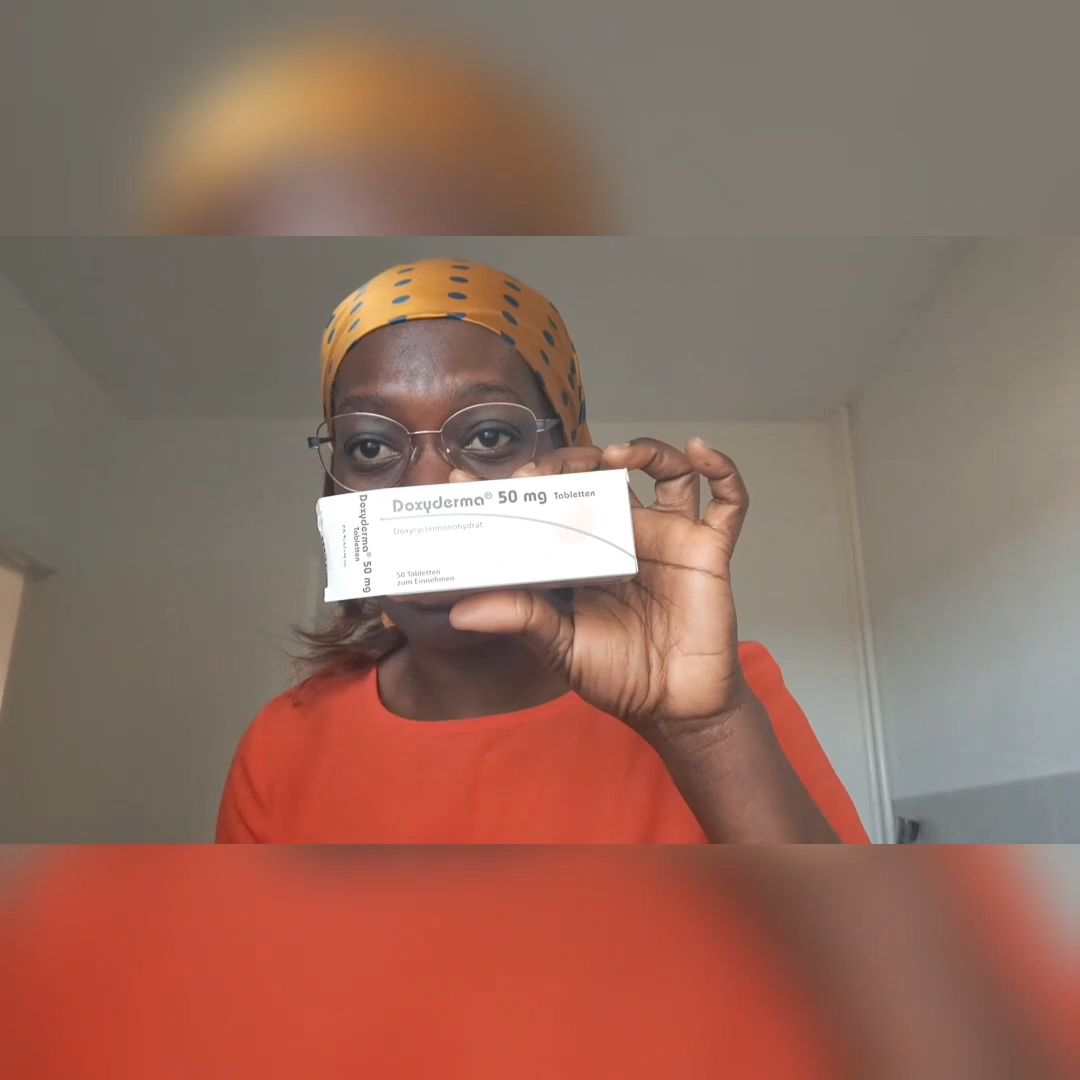 Doxyderma® 50 mg Tabletten
Doxycyclinmonohydrat
50 Tabletten
zum Einnehmen
Doxyderma® 50 mg
Tabletten